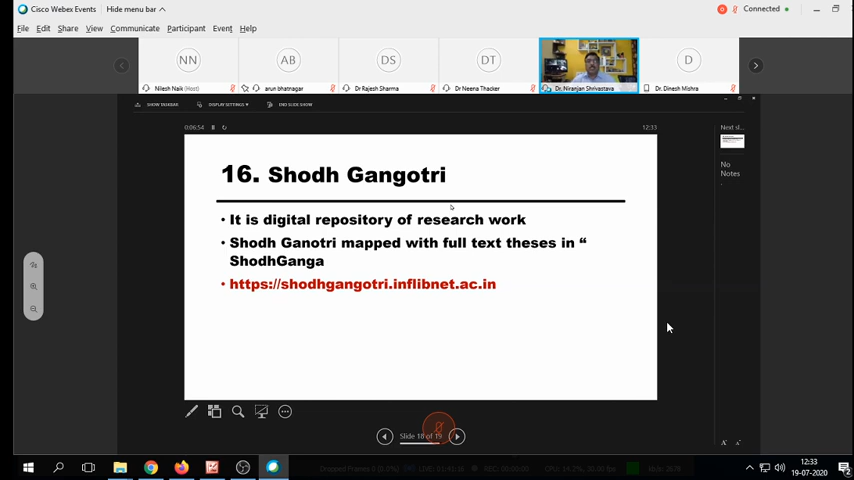 Cisco Webex Events
Hide menu bar
Connected
File Edit Share View Communicate Participant Event Help
NN
AB
DS
DT
D
Nilesh Naik (Host)
arun bhatnagar
Dr Rajesh Sharma
Dr Neena Thacker
Dr. Niranjan Shrivastava
Dr. Dinesh Mishra
SHOW TASKBAR
DISPLAY SETTINGS
END SLIDE SHOW
0:06:54
12:33
Next sl...
No
Notes
.
16. Shodh Gangotri
• It is digital repository of research work
• Shodh Ganotri mapped with full text theses in “
ShodhGanga
• https://shodhgangotri.inflibnet.ac.in
Slide 18 of 19
12:33
19-07-2020
2